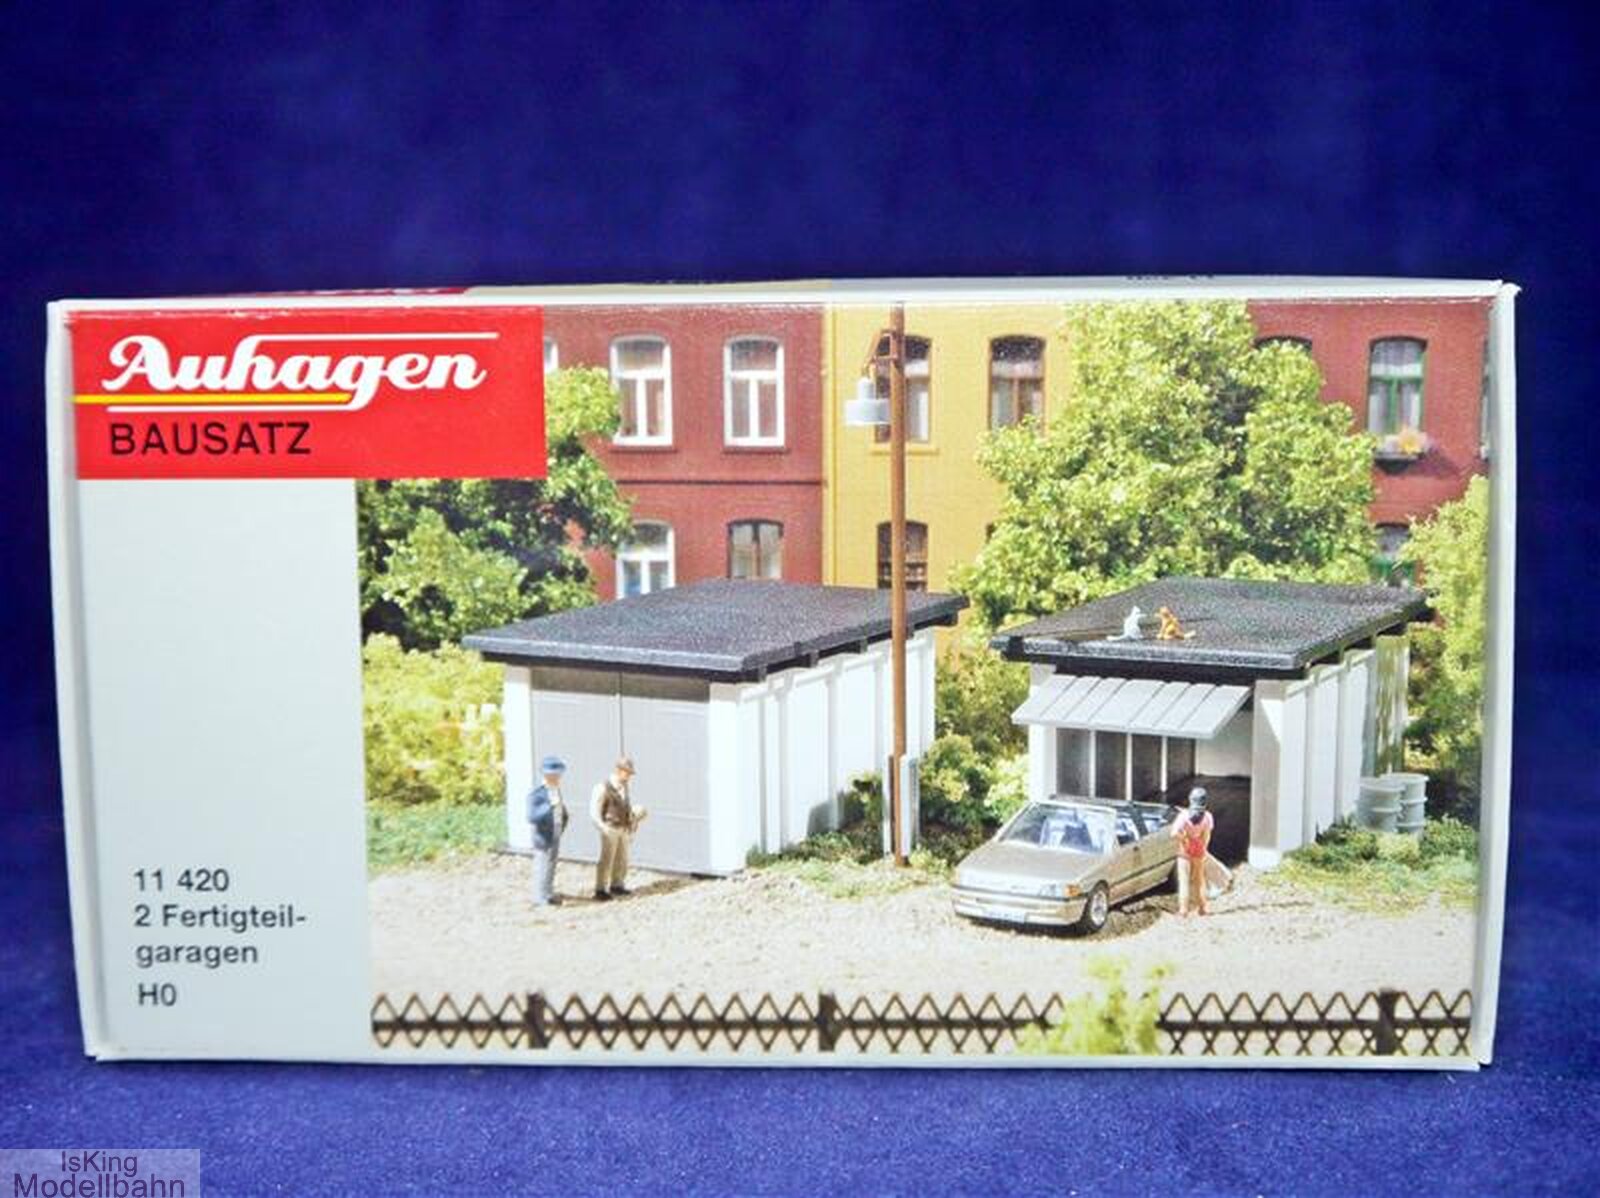 Auhagen
BAUSATZ
11 420
2 Fertigteil-
garagen
H0
IsKing
Modellbahn